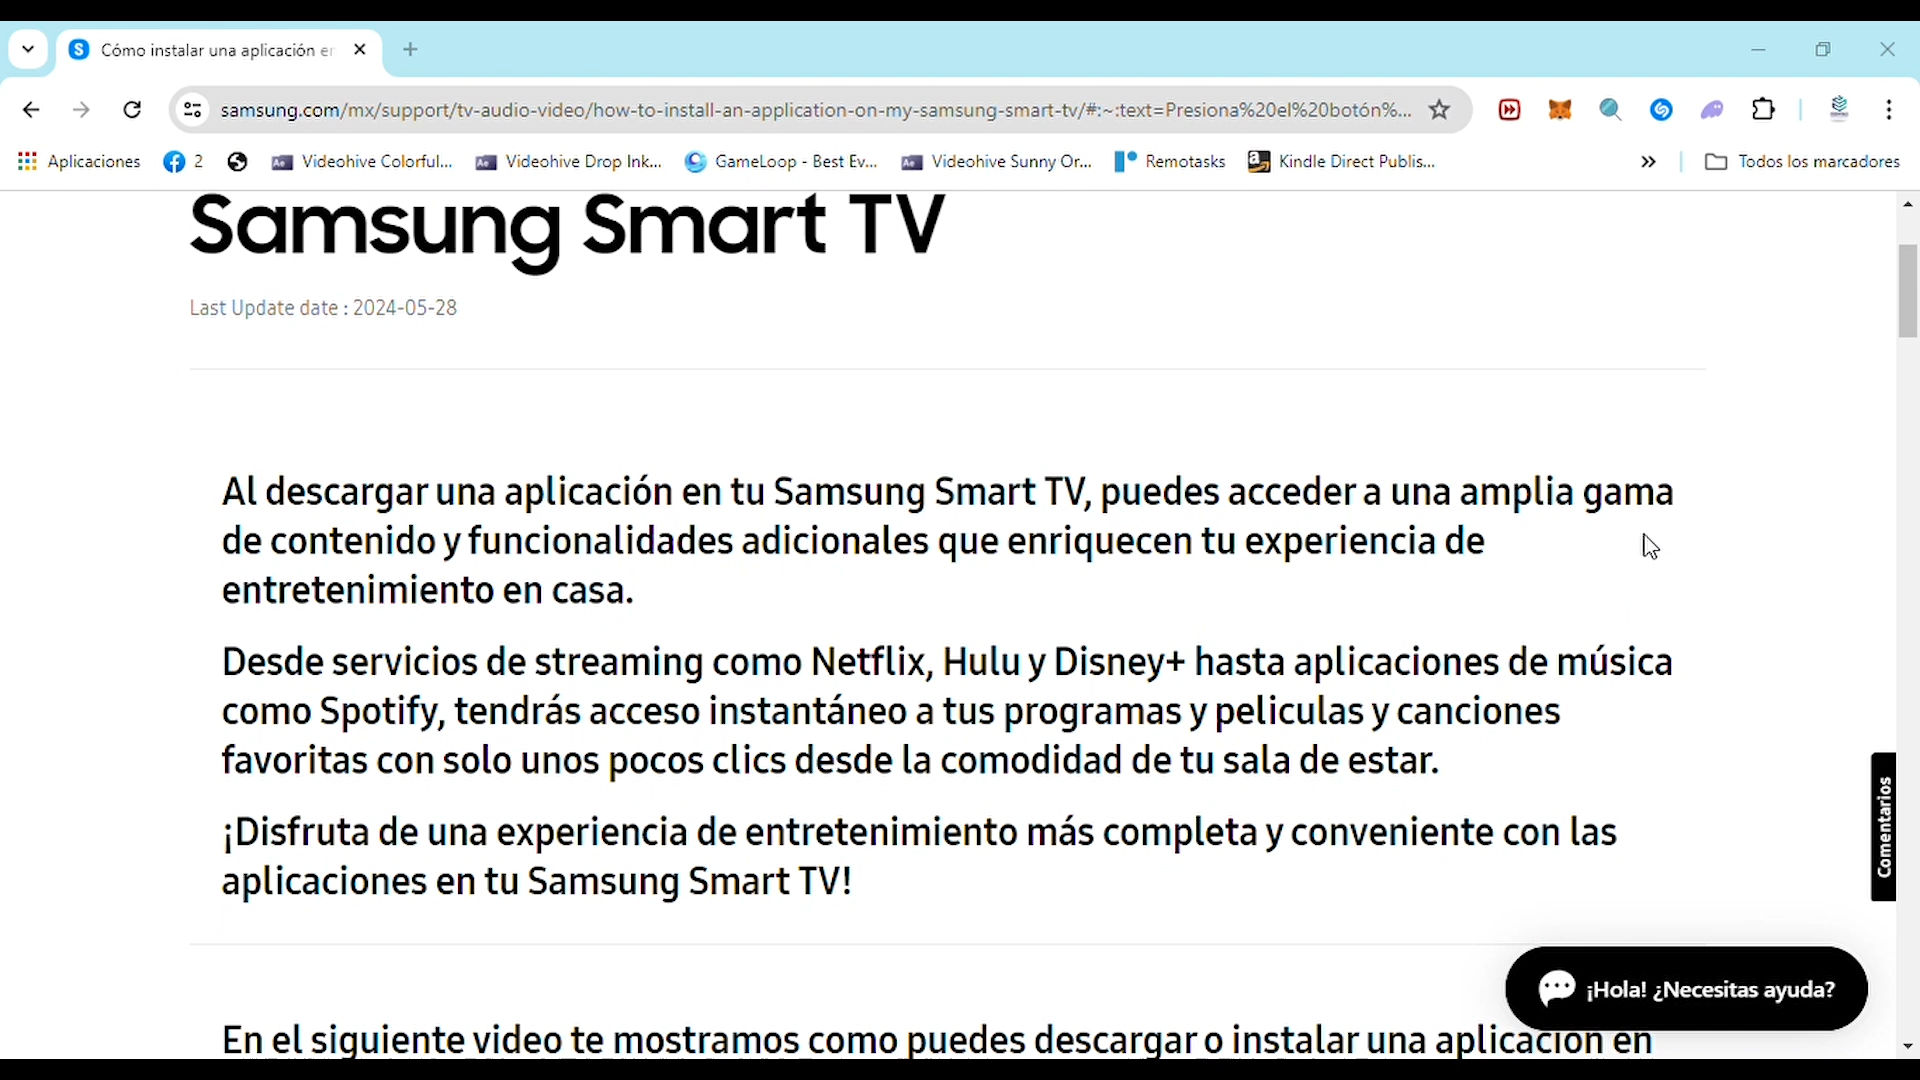 Cómo instalar una aplicación en
samsung.com/mx/support/tv-audio-video/how-to-install-an-application-on-my-samsung-smart-tv/#:~:text=Presiona%20el%20botón%...
Aplicaciones
2
Videohive Colorful...
Videohive Drop Ink...
GameLoop - Best Ev...
Videohive Sunny Or...
Remotasks
Kindle Direct Publis...
Todos los marcadores
Samsung Smart TV
Last Update date : 2024-05-28
Al descargar una aplicación en tu Samsung Smart TV, puedes acceder a una amplia gama
de contenido y funcionalidades adicionales que enriquecen tu experiencia de
entretenimiento en casa.
Desde servicios de streaming como Netflix, Hulu y Disney+ hasta aplicaciones de música
como Spotify, tendrás acceso instantáneo a tus programas y peliculas y canciones
favoritas con solo unos pocos clics desde la comodidad de tu sala de estar.
¡Disfruta de una experiencia de entretenimiento más completa y conveniente con las
aplicaciones en tu Samsung Smart TV!
Comentarios
¡Hola! ¿Necesitas ayuda?
En el siguiente video te mostramos como puedes descargar o instalar una aplicación en